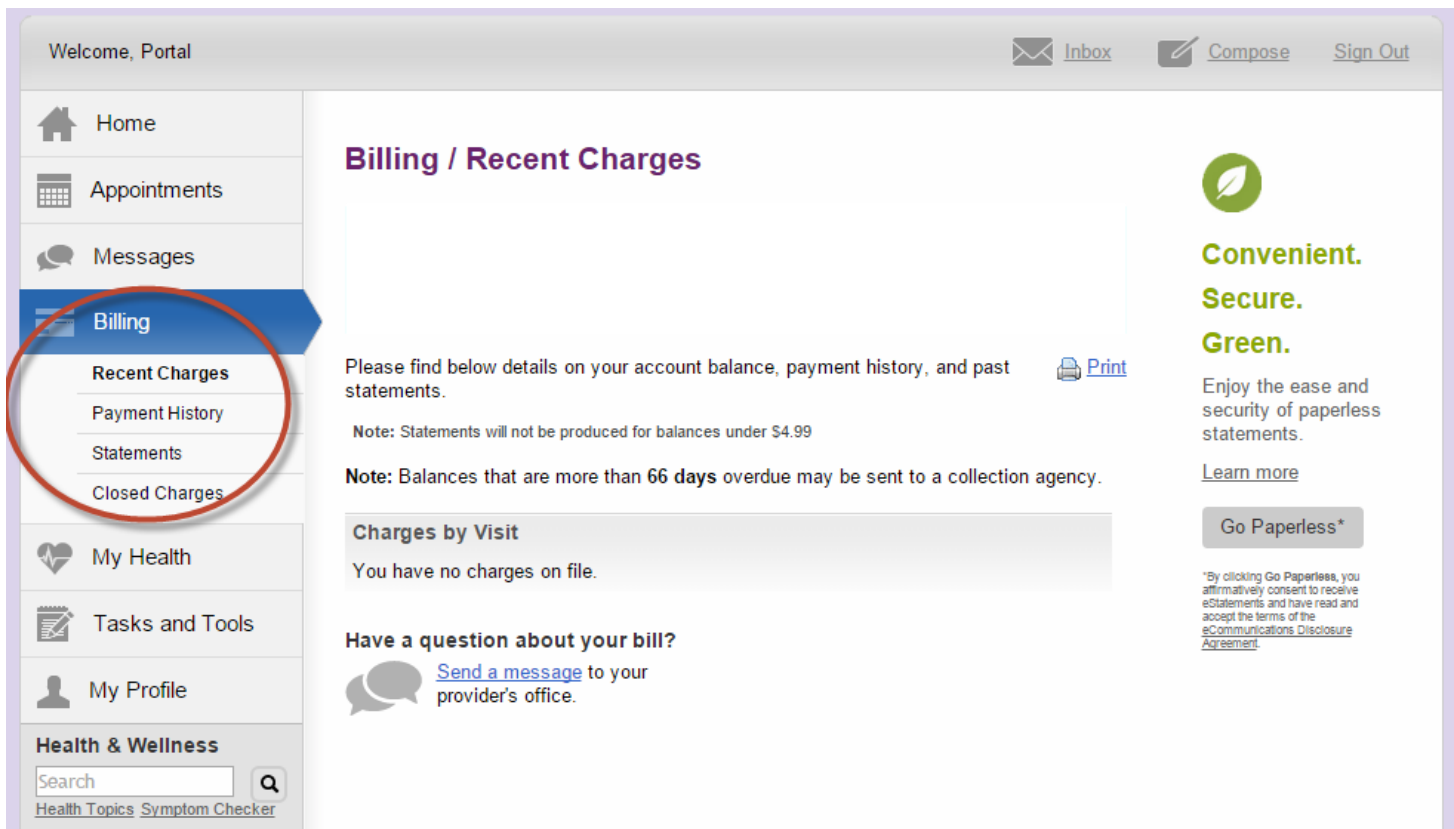 Welcome, Portal
Inbox
Compose
Sign Out
Home
Appointments
Messages
Billing
Recent Charges
Payment History
Statements
Closed Charges
My Health
Tasks and Tools
My Profile
Health & Wellness
Search
Health Topics Symptom Checker
Billing / Recent Charges
Please find below details on your account balance, payment history, and past
statements.
Print
Note: Statements will not be produced for balances under $4.99
Note: Balances that are more than 66 days overdue may be sent to a collection agency.
Charges by Visit
You have no charges on file.
Have a question about your bill?
Send a message to your
provider's office.
Convenient.
Secure.
Green.
Enjoy the ease and
security of paperless
statements.
Learn more
Go Paperless*
*By clicking Go Paperless, you
affirmatively consent to receive
eStatements and have read and
accept the terms of the
eCommunications Disclosure
Agreement.